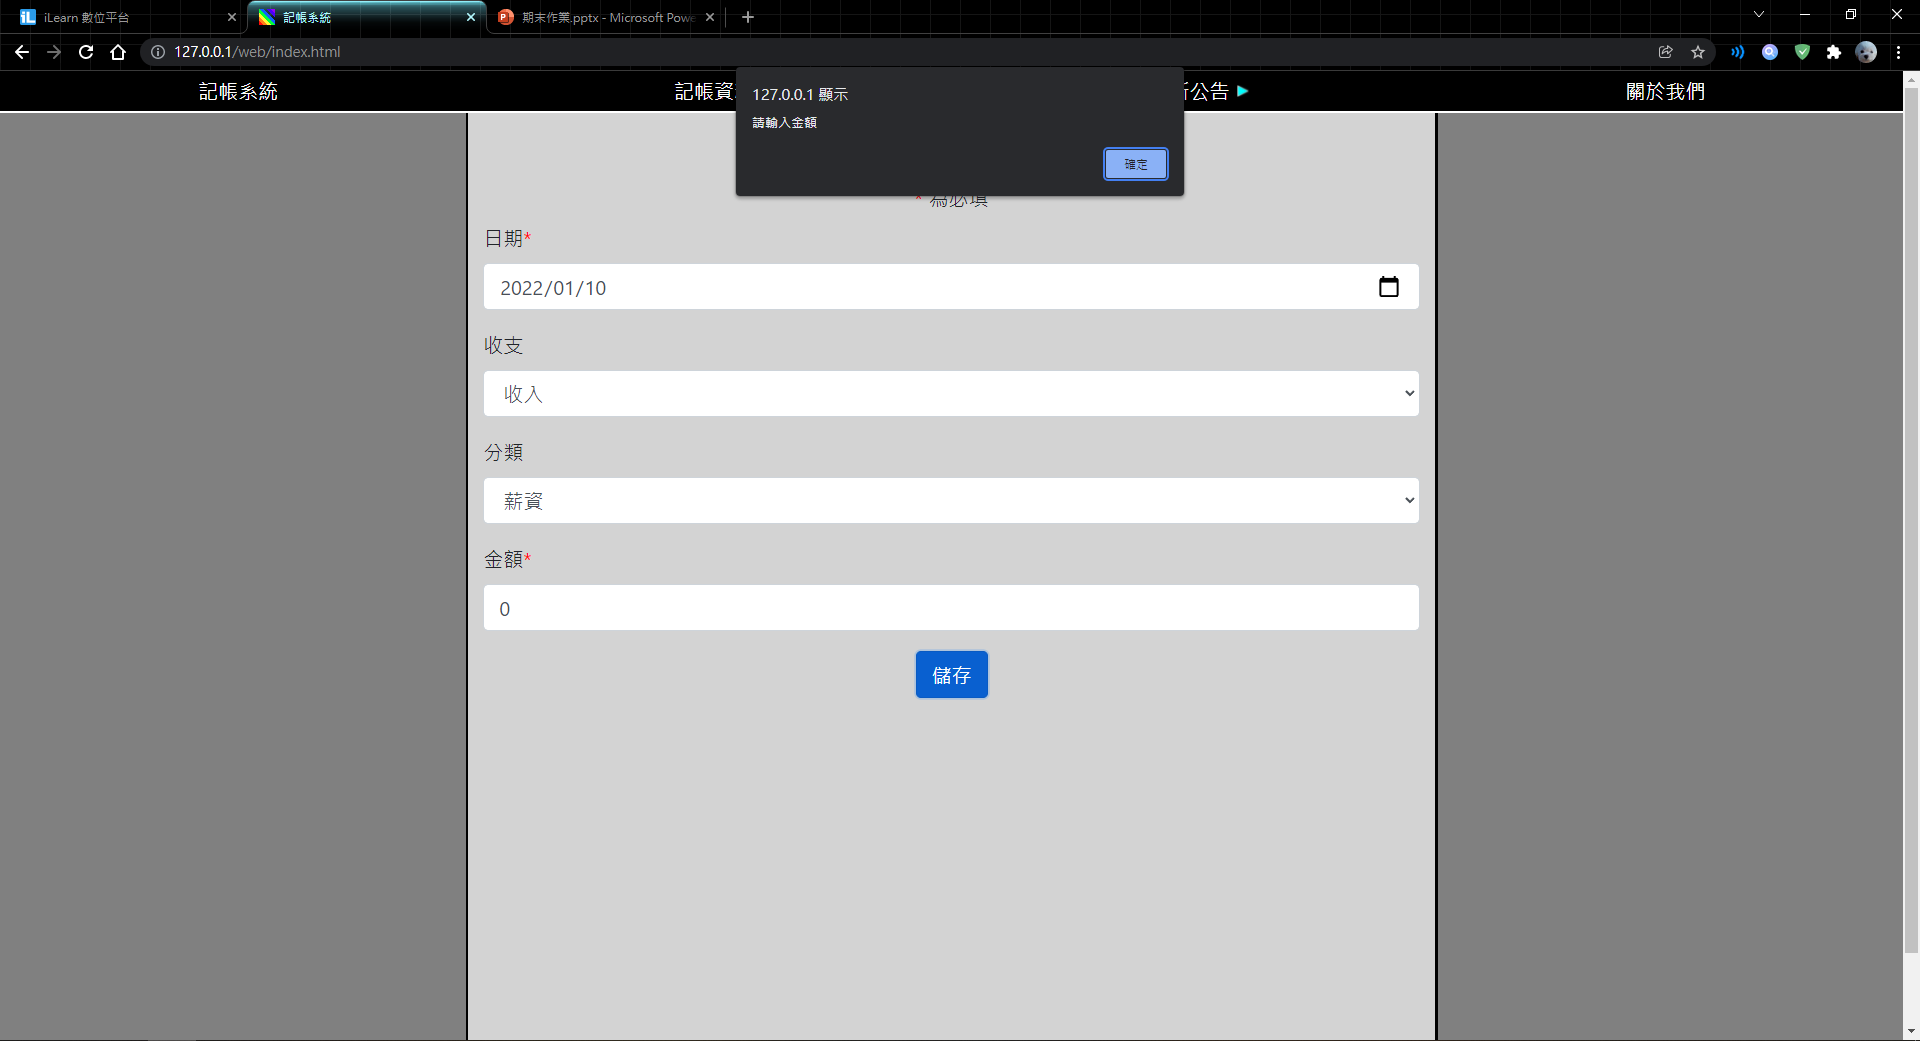 iLearn 數位平台
記帳系統
期末作業.pptx - Microsoft Powe
127.0.0.1/web/index.html
記帳系統
記帳資
公告
關於我們
127.0.0.1 顯示
請輸入金額
確定
* 為必填
日期*
2022/01/10
收支
收入
分類
薪資
金額*
0
儲存